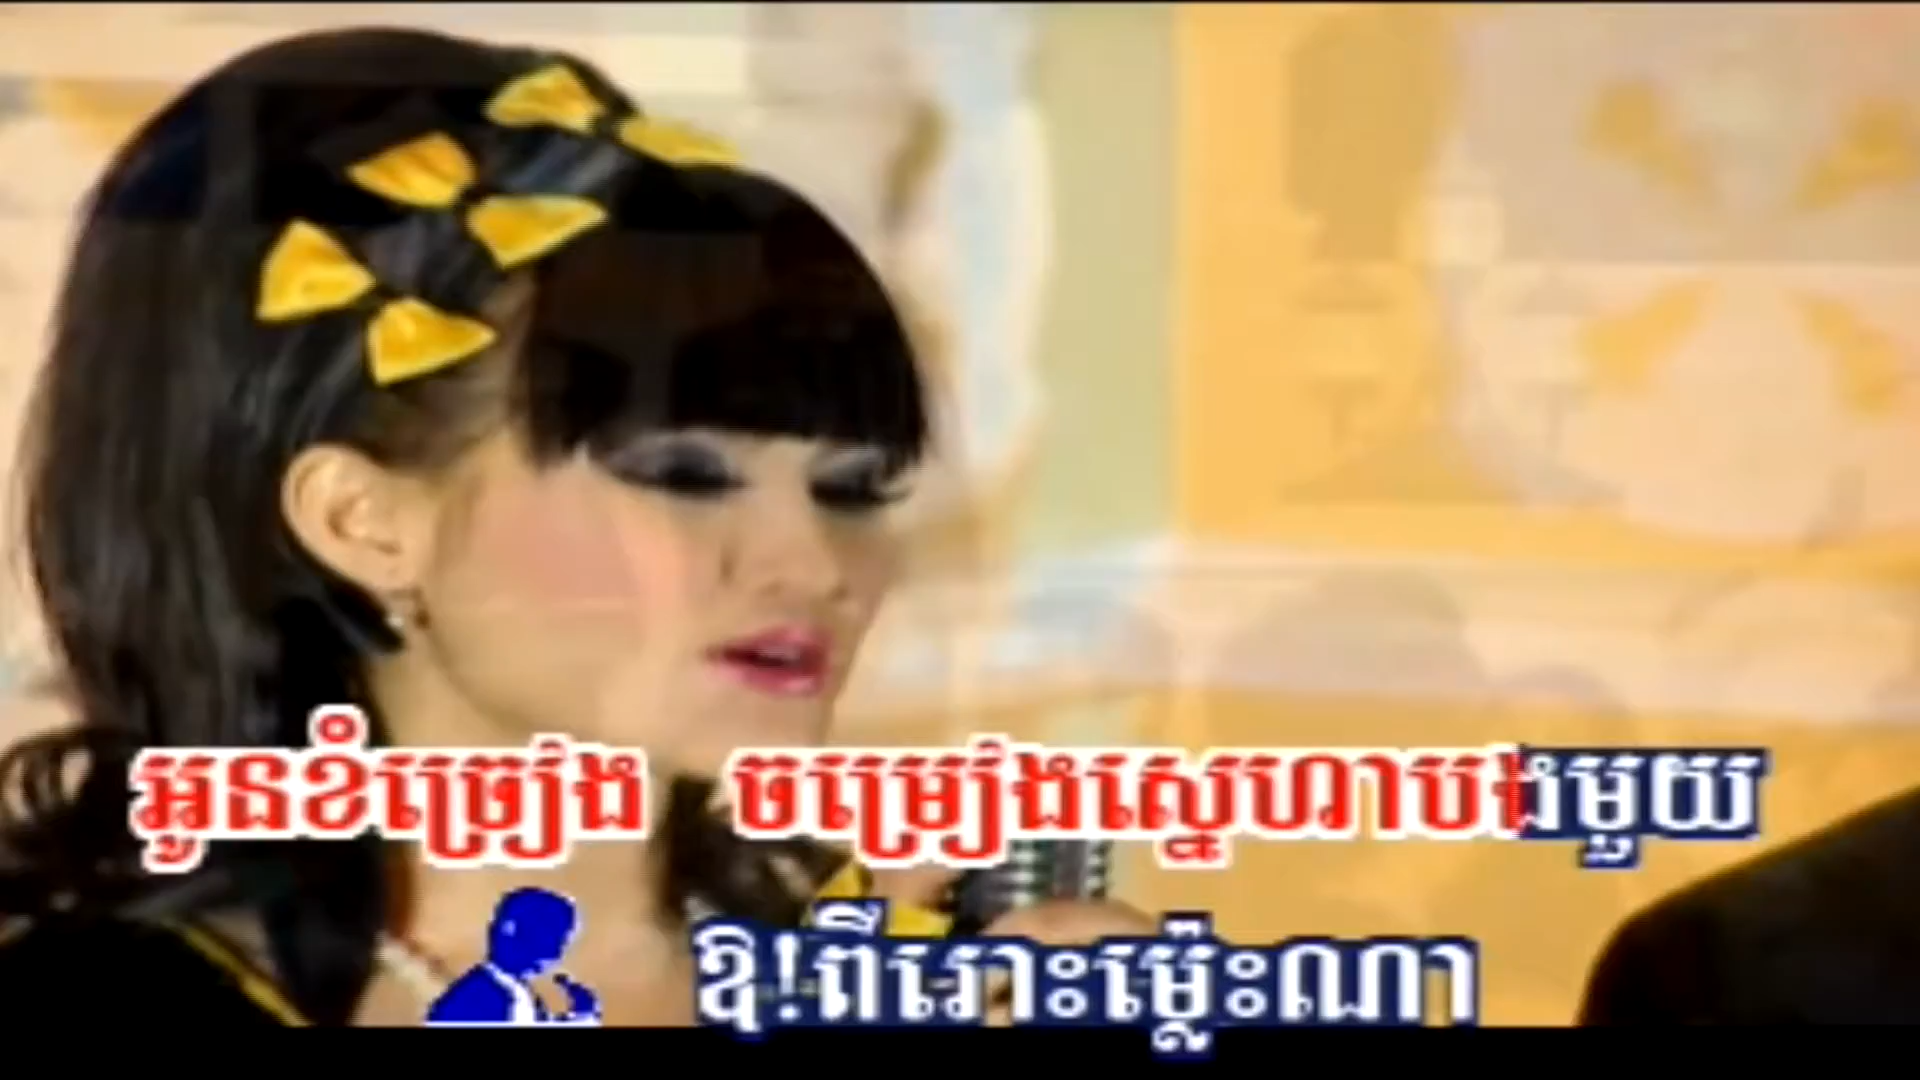 អូនខំច្រៀង ចម្រៀងស្នេហាបងមួយ
ឱ!ពីរោះម្ល៉េះណា